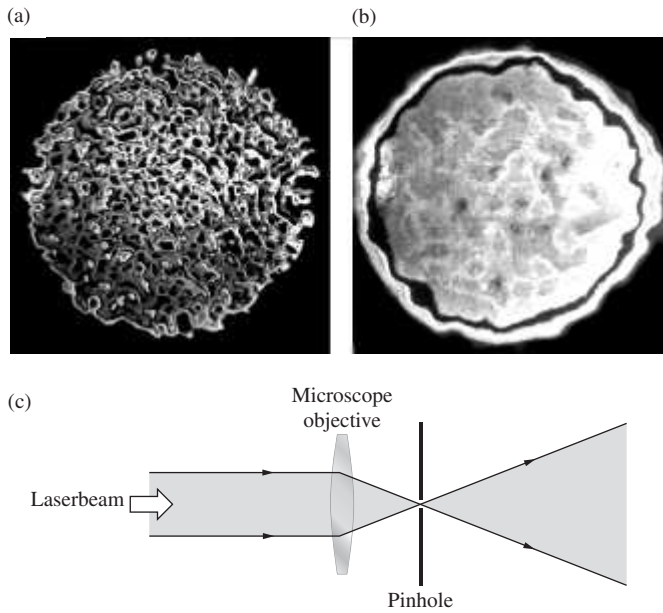 (a)
(b)
(c)
Microscope
objective
Laserbeam
Pinhole